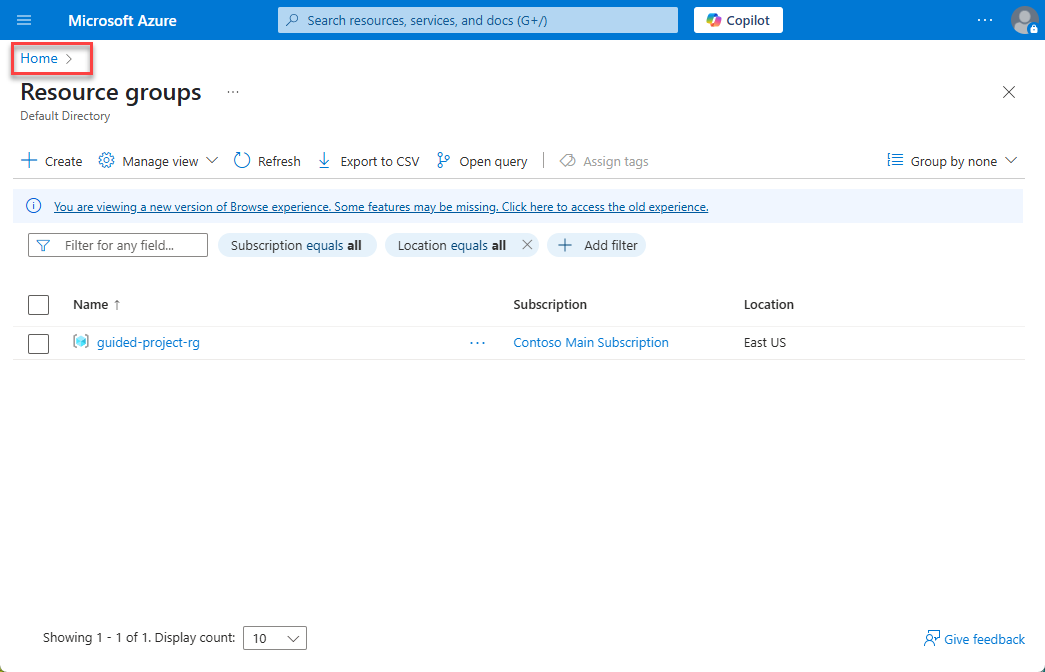 Microsoft Azure
Search resources, services, and docs (G+/)
Copilot
Home
Resource groups
Default Directory
Create
Manage view
Refresh
Export to CSV
Open query
Assign tags
Group by none
You are viewing a new version of Browse experience. Some features may be missing. Click here to access the old experience.
Filter for any field...
Subscription equals all
Location equals all
Add filter
Name ↑
Subscription
Location
guided-project-rg
Contoso Main Subscription
East US
Showing 1 - 1 of 1. Display count:
10
Give feedback